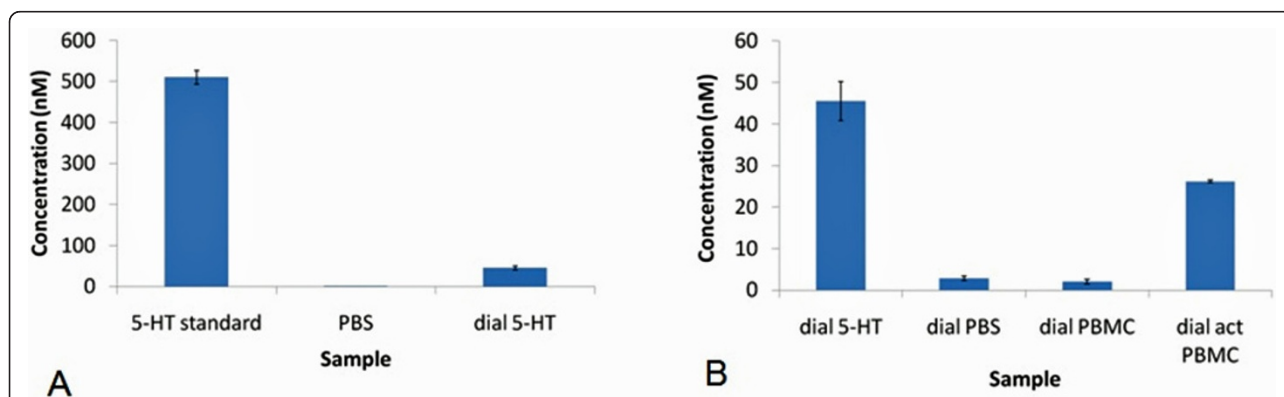 600
500
400
300
200
100
0
Concentration (nM)
5-HT standard PBS dial 5-HT
Sample
A
60
50
40
30
20
10
0
Concentration (nM)
dial 5-HT dial PBS dial PBMC dial act
PBMC
Sample
B